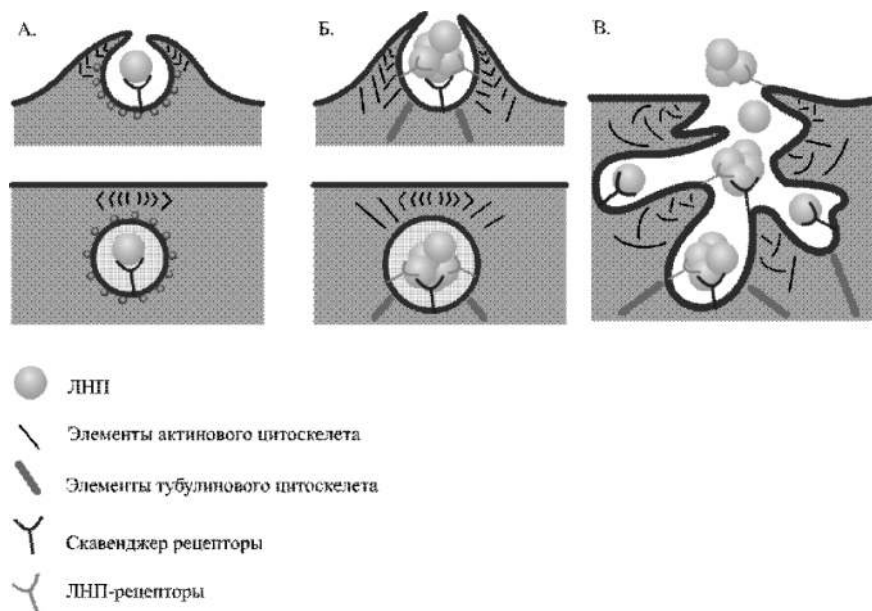 А.
Б.
В.
ЛНП
Элементы актинового цитоскелета
Элементы тубулинового цитоскелета
Скавенджер рецепторы
ЛНП-рецепторы